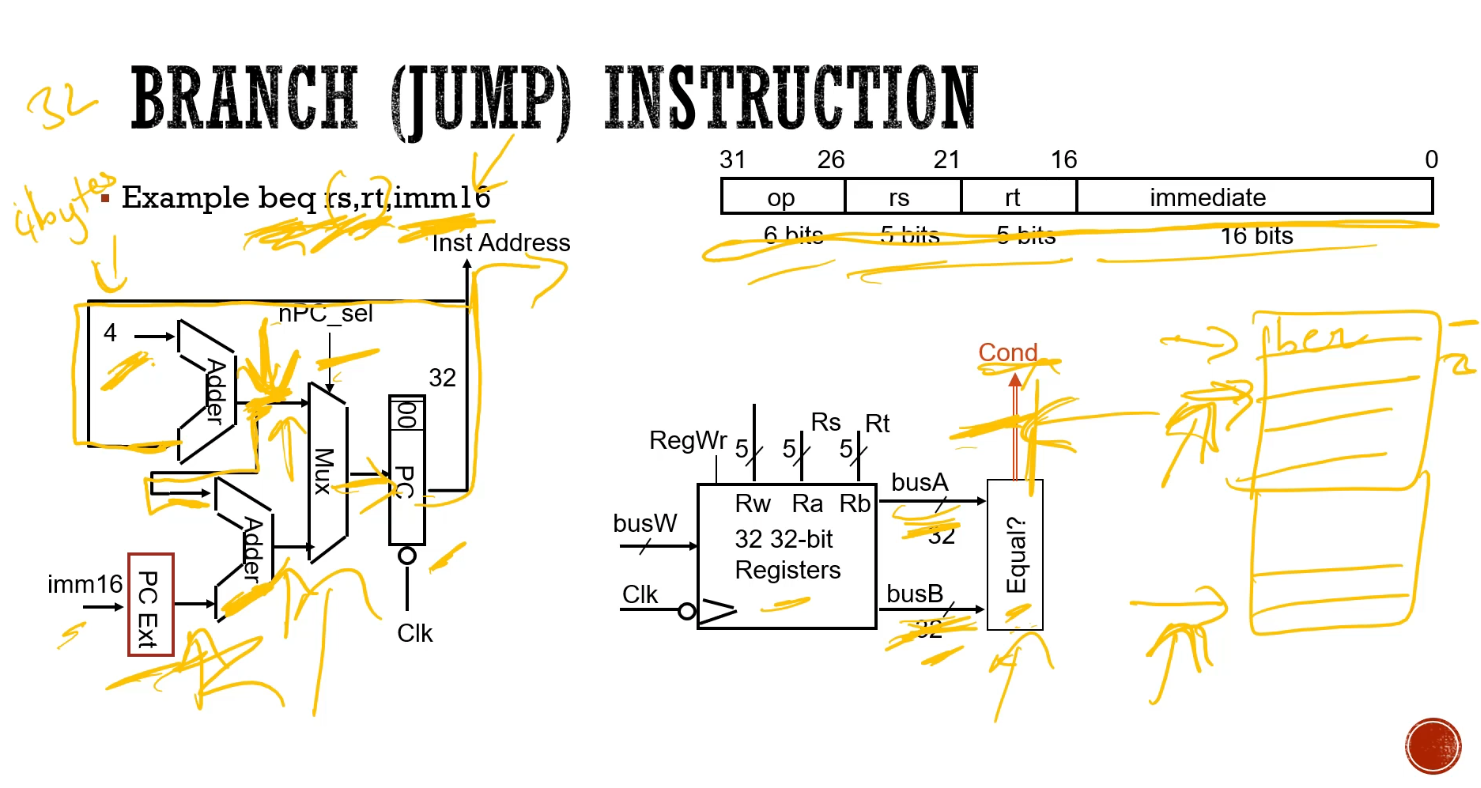 32
BRANCH (JUMP) INSTRUCTION
31 26 21 16 0
4bytes
▪ Example beq rs,rt,imm16
op rs rt immediate
6 bits 5 bits 5 bits 16 bits
Inst Address
nPC_sel
4
Adder
32
00
Mux
PC
Adder
imm16
PC Ext
Clk
Cond
Rs Rt
RegWr 5 5 5
busA
busW
Rw Ra Rb
32
32 32-bit
Registers
Clk
busB
32
Equal?